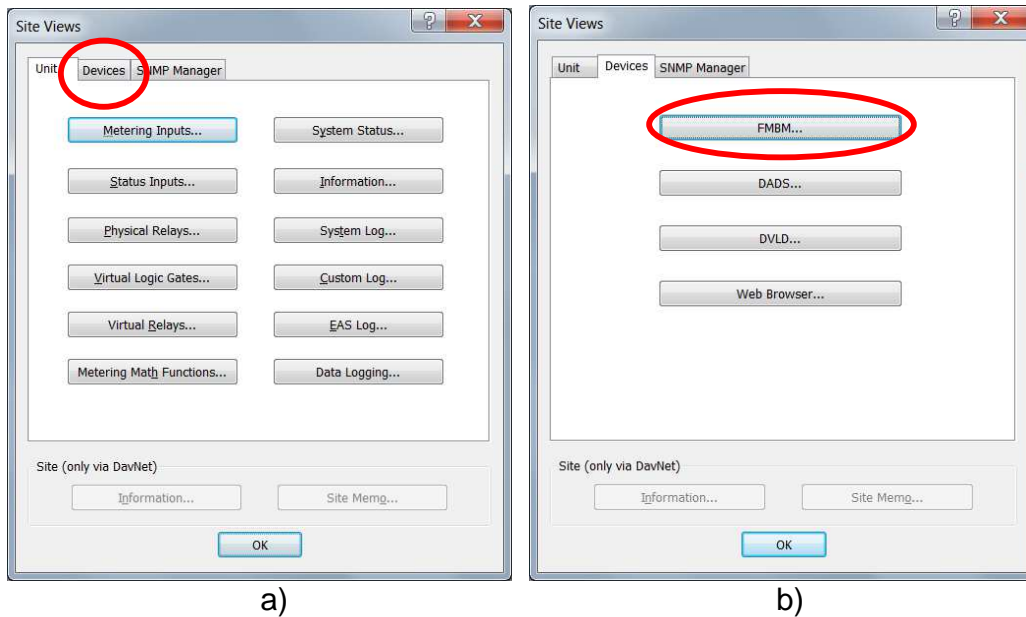 Site Views
Unit Devices SNMP Manager
Metering Inputs... System Status...
Status Inputs... Information...
Physical Relays... System Log...
Virtual Logic Gates... Custom Log...
Virtual Relays... EAS Log...
Metering Math Functions... Data Logging...
Site (only via DavNet)
Information... Site Memo...
OK
a)
Site Views
Unit Devices SNMP Manager
FMBM...
DADS...
DVLD...
Web Browser...
Site (only via DavNet)
Information... Site Memo...
OK
b)